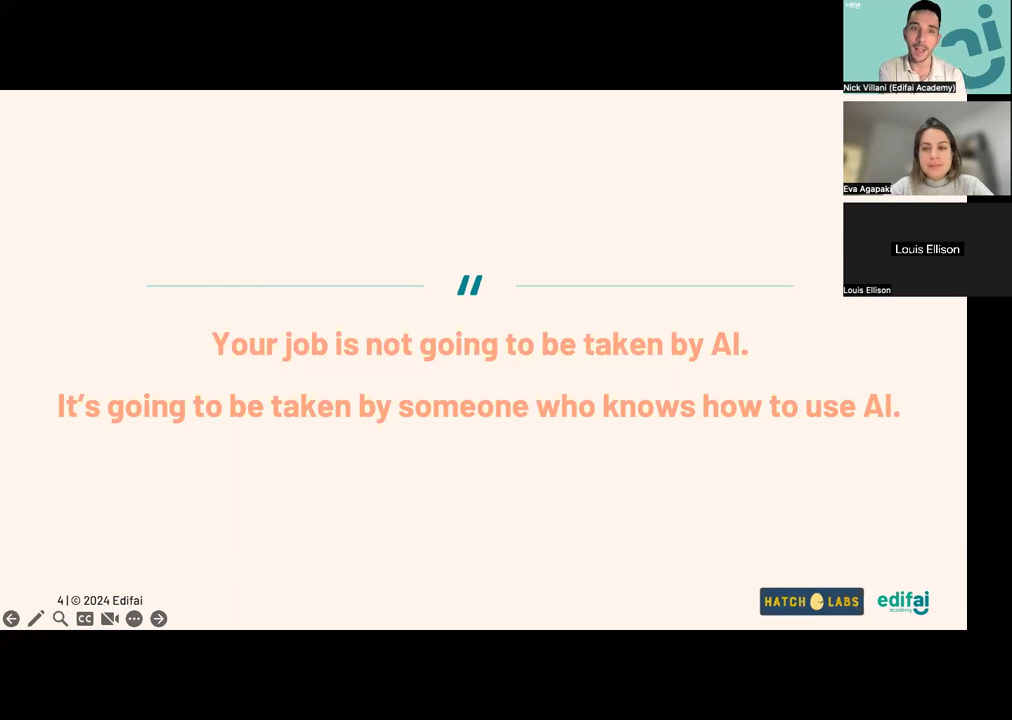 edifai
Nick Villani (Edifai Academy)
Eva Agapaki
Louis Ellison
Louis Ellison
"
Your job is not going to be taken by AI.
It's going to be taken by someone who knows how to use AI.
4 | © 2024 Edifai
CC
HATCH LABS
edifai
academy